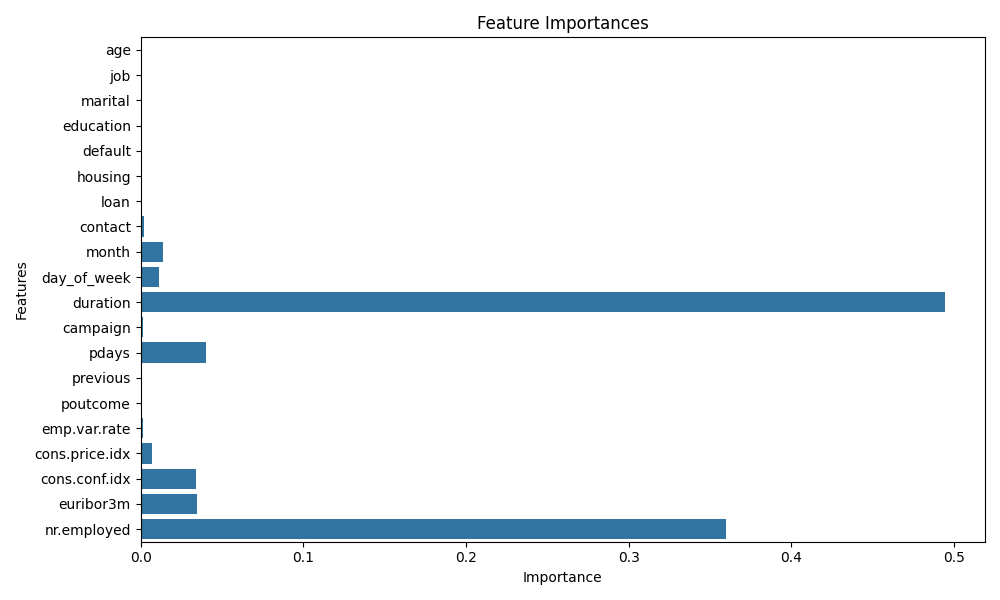 Feature Importances
age
job
marital
education
default
housing
loan
contact
month
day_of_week
duration
campaign
pdays
previous
poutcome
emp.var.rate
cons.price.idx
cons.conf.idx
euribor3m
nr.employed
Features
0.0 0.1 0.2 0.3 0.4 0.5
Importance